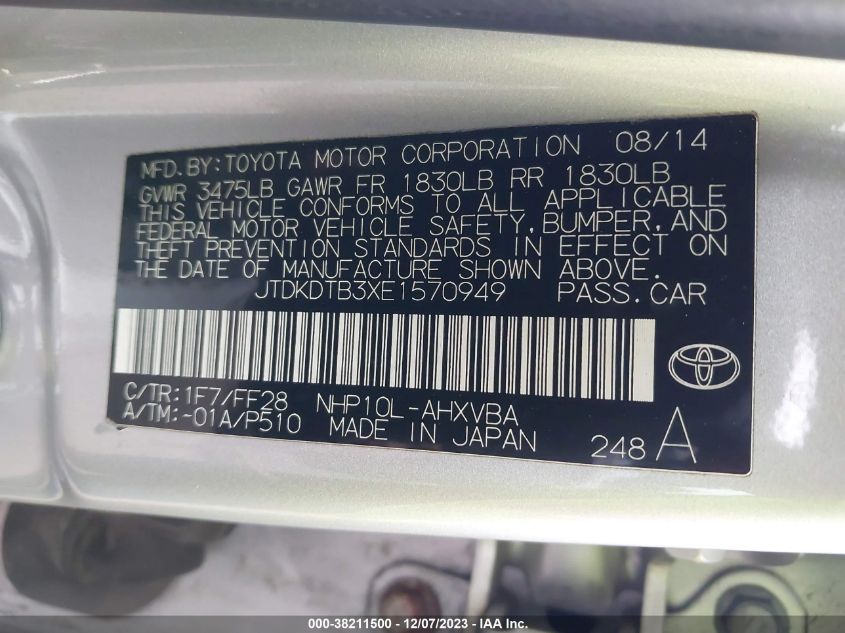 MFD.BY:TOYOTA MOTOR CORPORATION 08/14
GVWR 3475LB GAWR FR 1830LB RR 1830LB
THIS VEHICLE CONFORMS TO ALL APPLICABLE
FEDERAL MOTOR VEHICLE SAFETY,BUMPER,AND
THEFT PREVENTION STANDARDS IN EFFECT ON
THE DATE OF MANUFACTURE SHOWN ABOVE.
JTDKDTB3XE1570949 PASS.CAR
C/TR:1F7/FF28 NHP10L-AHXVBA
A/TM:-01A/P510 MADE IN JAPAN 248 A
000-38211500 - 12/07/2023 - IAA Inc.